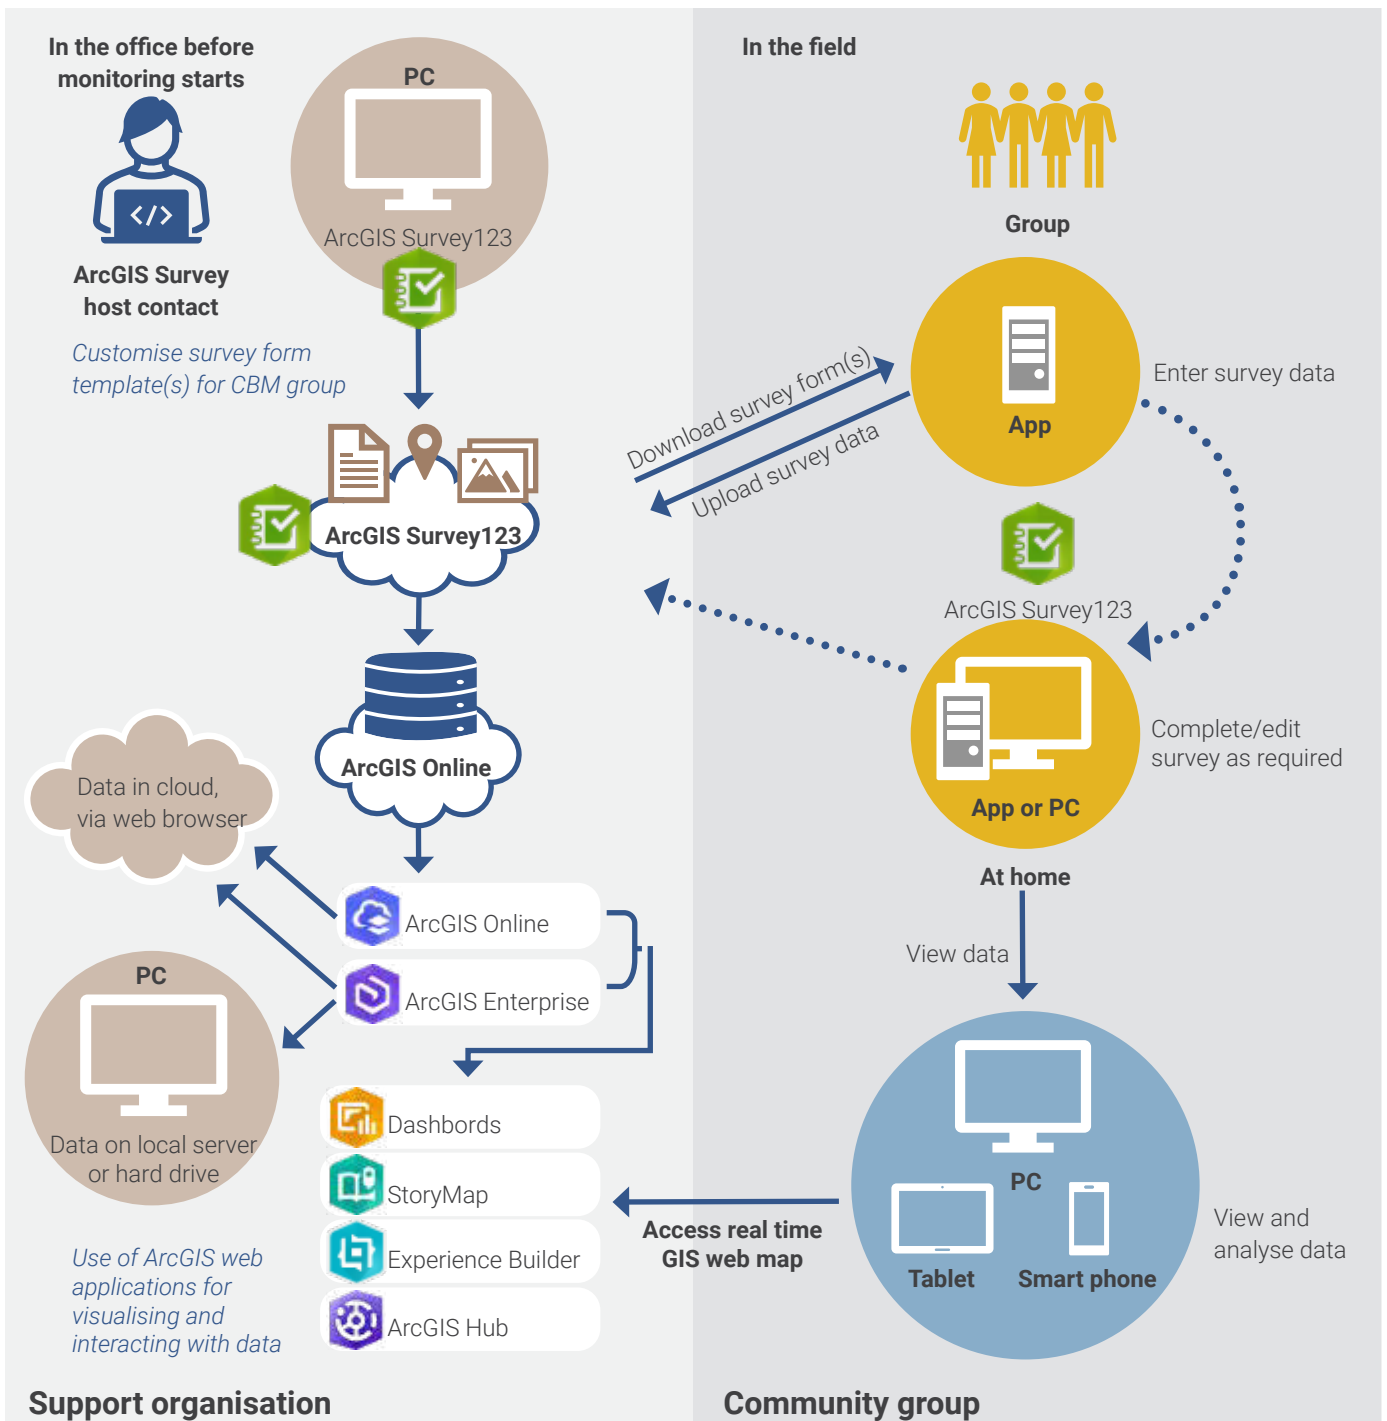 In the office before
monitoring starts
PC
ArcGIS Survey123
</>
ArcGIS Survey
host contact
Customise survey form
template(s) for CBM group
ArcGIS Survey123
ArcGIS Online
Data in cloud,
via web browser
ArcGIS Online
ArcGIS Enterprise
PC
Data on local server
or hard drive
Dashbords
StoryMap
Experience Builder
ArcGIS Hub
Use of ArcGIS web
applications for
visualising and
interacting with data
Support organisation
In the field
Group
Download survey form(s)
Upload survey data
App
Enter survey data
ArcGIS Survey123
App or PC
Complete/edit
survey as required
At home
View data
PC
Tablet
Smart phone
View and
analyse data
Access real time
GIS web map
Community group